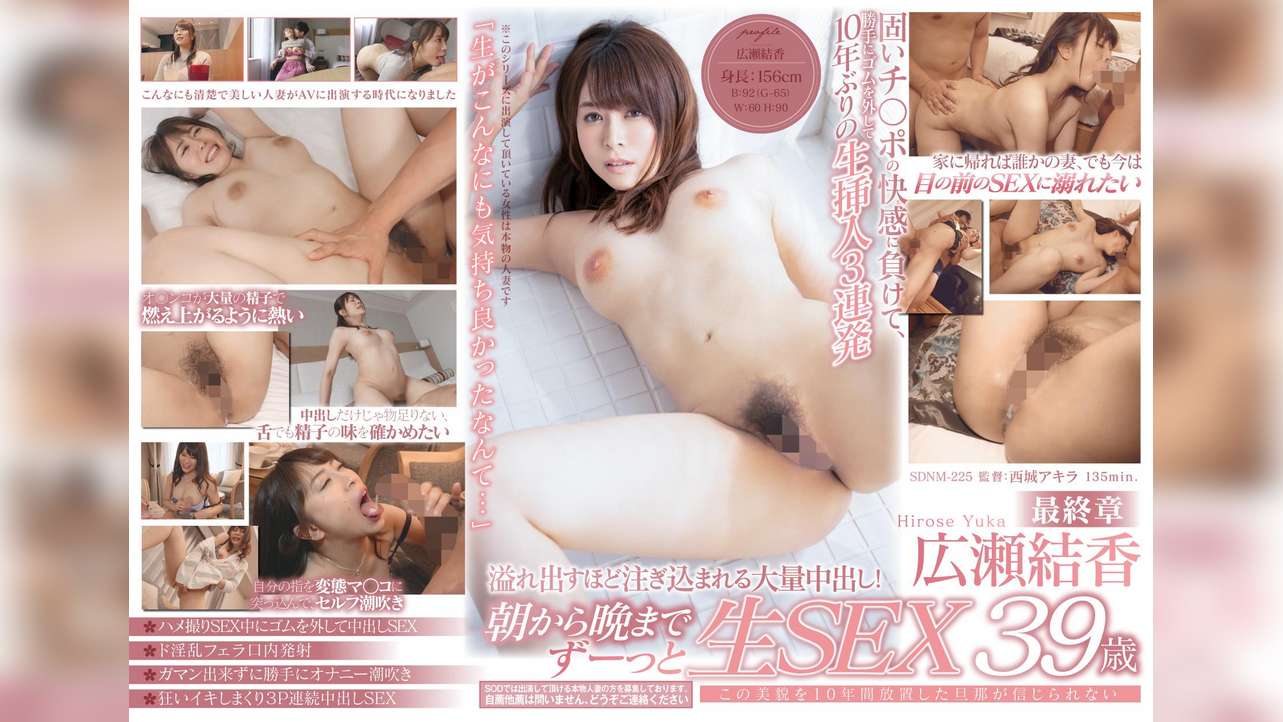 こんなにも清楚で美しい人妻がAVに出演する時代になりました
オ◯ンコが大量の精子で
燃え上がるように熱い
中出しだけじゃ物足りない、
舌でも精子の味を確かめたい
自分の指を変態マ◯コに
突っ込んで、セルフ潮吹き
ハメ撮りSEX中にゴムを外して中出しSEX
ド淫乱フェラ口内発射
ガマン出来ずに勝手にオナニー潮吹き
狂いイキしまくり3P連続中出しSEX
「生がこんなにも気持ち良かったなんて…」
※このシリーズに出演して頂いている女性は本物の人妻です
profile
広瀬結香
身長:156cm
B:92(G-65)
W:60 H:90
固いチ◯ポの快感に負けて、
勝手にゴムを外して
10年ぶりの生挿入3連発
家に帰れば誰かの妻、でも今は
目の前のSEXに溺れたい
SDNM-225 監督:西城アキラ 135min.
最終章
Hirose Yuka
広瀬結香
溢れ出すほど注ぎ込まれる大量中出し!
朝から晩まで
ずーっと
生SEX 39歳
SODでは出演して頂ける本物人妻の方を募集しております。
自薦他薦は問いません、どうぞご連絡ください
この美貌を10年間放置した旦那が信じられない